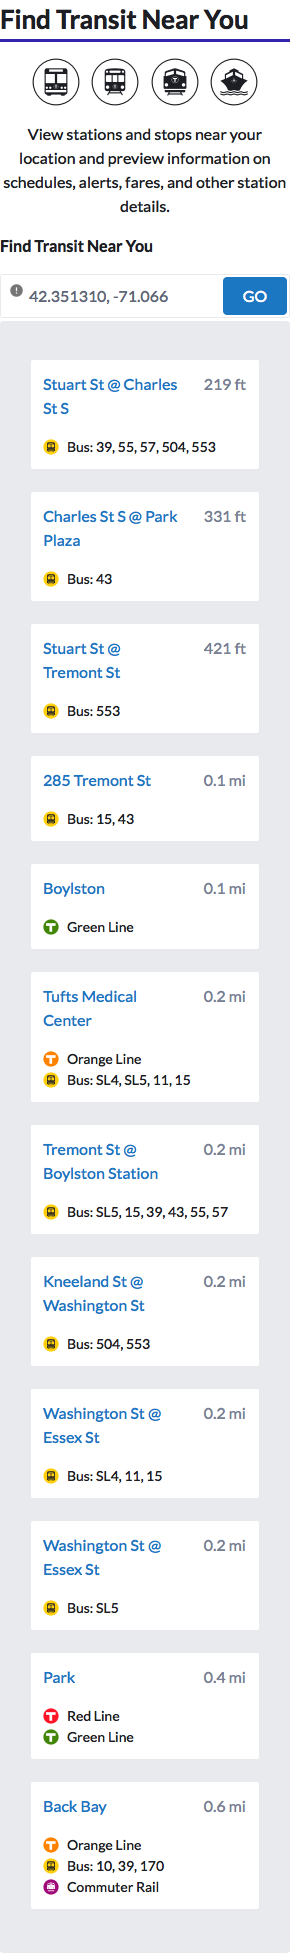 Find Transit Near You
View stations and stops near your
location and preview information on
schedules, alerts, fares, and other station
details.
Find Transit Near You
42.351310, -71.066 GO
Stuart St @ Charles 219 ft
St S
Bus: 39, 55, 57, 504, 553
Charles St S @ Park 331 ft
Plaza
Bus: 43
Stuart St @ 421 ft
Tremont St
Bus: 553
285 Tremont St 0.1 mi
Bus: 15, 43
Boylston 0.1 mi
T Green Line
Tufts Medical 0.2 mi
Center
T Orange Line
Bus: SL4, SL5, 11, 15
Tremont St @ 0.2 mi
Boylston Station
Bus: SL5, 15, 39, 43, 55, 57
Kneeland St @ 0.2 mi
Washington St
Bus: 504, 553
Washington St @ 0.2 mi
Essex St
Bus: SL4, 11, 15
Washington St @ 0.2 mi
Essex St
Bus: SL5
Park 0.4 mi
T Red Line
T Green Line
Back Bay 0.6 mi
T Orange Line
Bus: 10, 39, 170
Commuter Rail